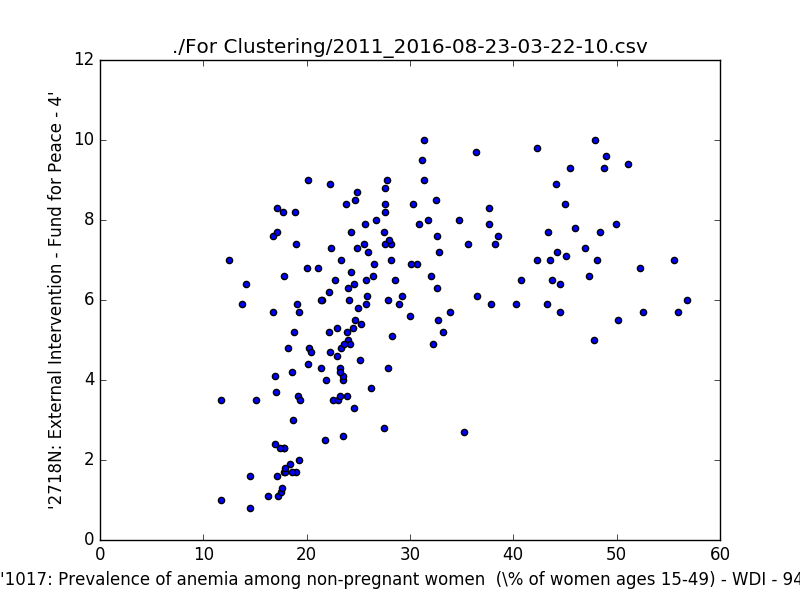 ./For Clustering/2011_2016-08-23-03-22-10.csv
'2718N: External Intervention - Fund for Peace - 4'
12
10
8
6
4
2
0
0 10 20 30 40 50 60
'1017: Prevalence of anemia among non-pregnant women (\% of women ages 15-49) - WDI - 94